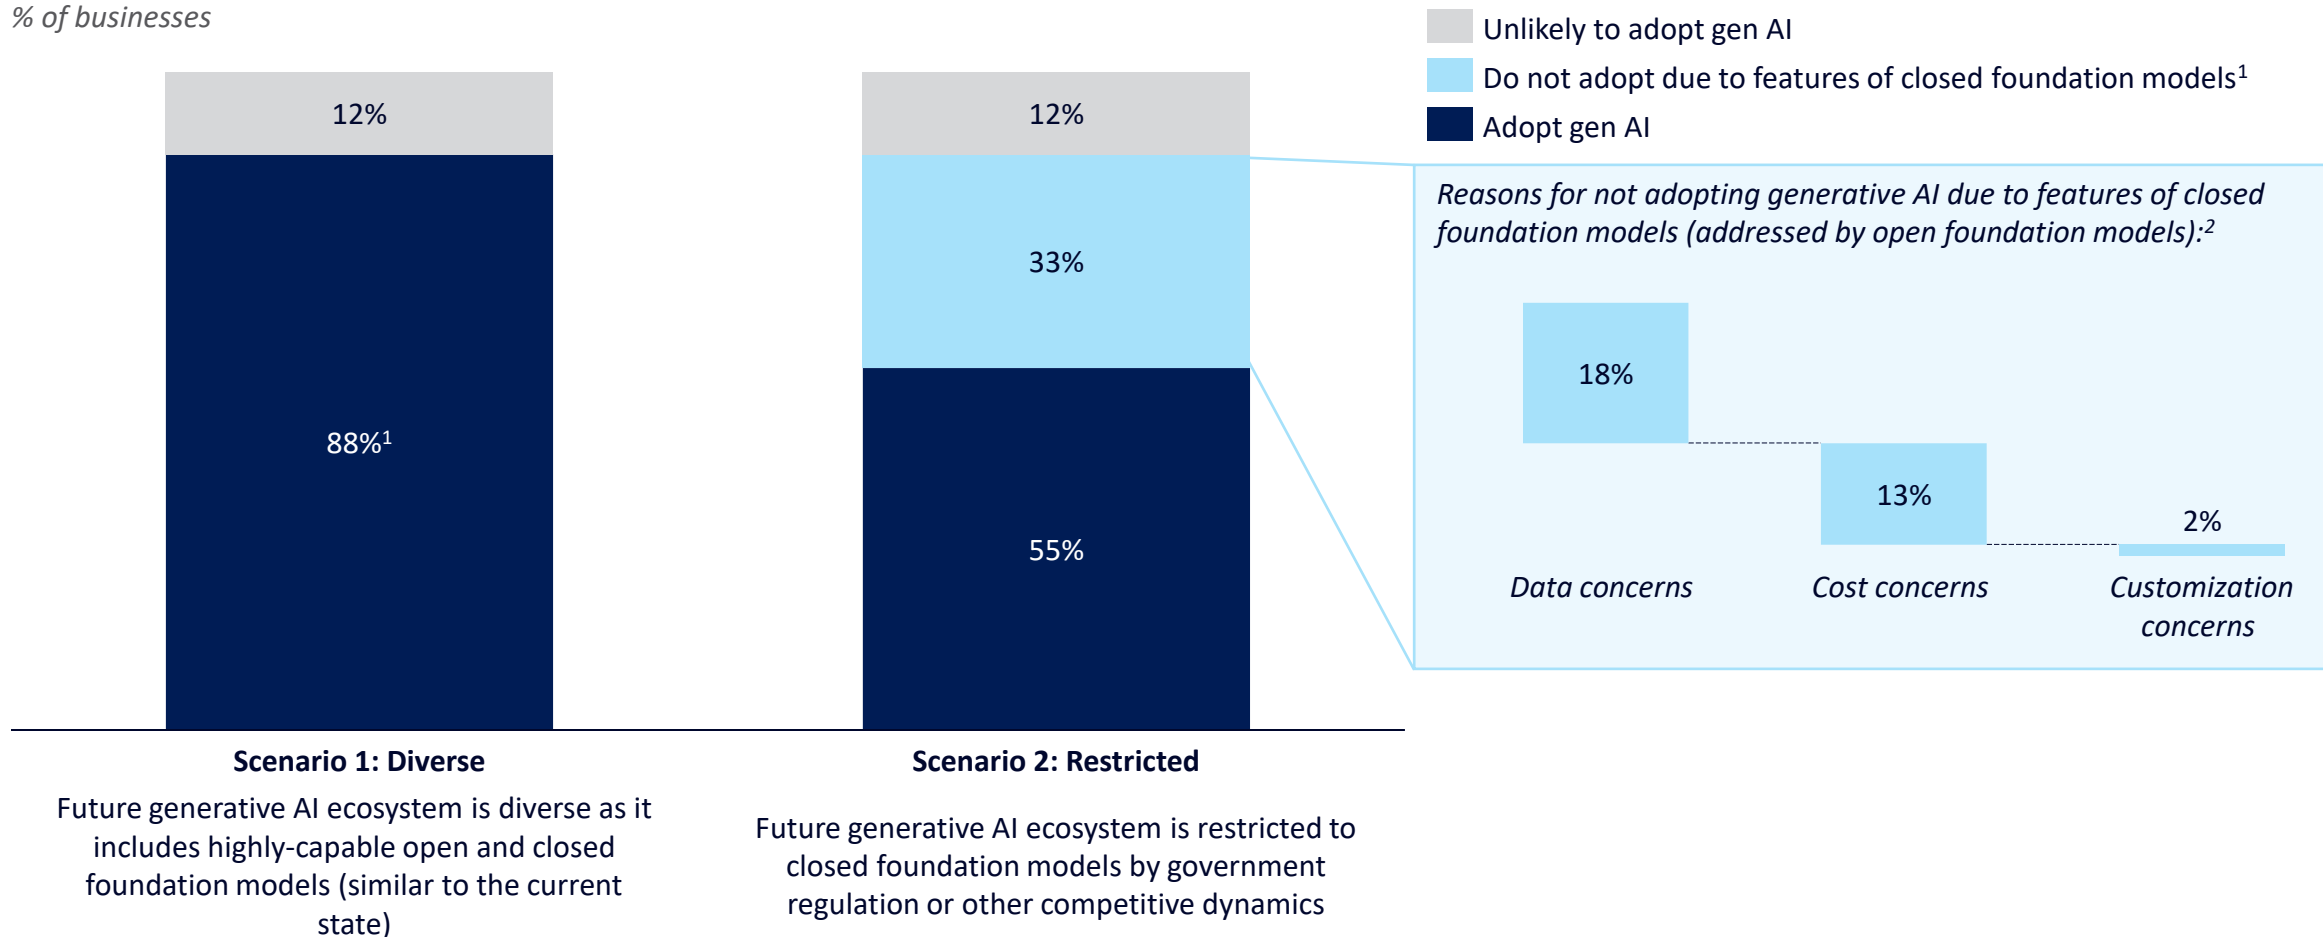 % of businesses
Unlikely to adopt gen AI
Do not adopt due to features of closed foundation models¹
Adopt gen AI
12%
88%¹
12%
33%
55%
Reasons for not adopting generative AI due to features of closed
foundation models (addressed by open foundation models):²
18%
13%
2%
Data concerns
Cost concerns
Customization
concerns
Scenario 1: Diverse
Future generative AI ecosystem is diverse as it
includes highly-capable open and closed
foundation models (similar to the current
state)
Scenario 2: Restricted
Future generative AI ecosystem is restricted to
closed foundation models by government
regulation or other competitive dynamics